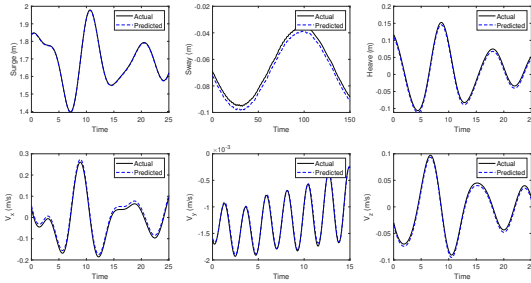 2
1.9
1.8
1.7
1.6
1.5
1.4
Surge (m)
0 5 10 15 20 25
Time
Actual
Predicted
-0.04
-0.06
-0.08
-0.1
Sway (m)
0 50 100 150
Time
Actual
Predicted
0.2
0.1
0
-0.1
Heave (m)
0 5 10 15 20 25
Time
Actual
Predicted
0.3
0.2
0.1
0
-0.1
-0.2
V_x (m/s)
0 5 10 15 20 25
Time
Actual
Predicted
×10^-3
0
-0.5
-1
-1.5
-2
V_y (m/s)
0 5 10 15
Time
Actual
Predicted
0.1
0.05
0
-0.05
-0.1
V_z (m/s)
0 5 10 15 20 25
Time
Actual
Predicted